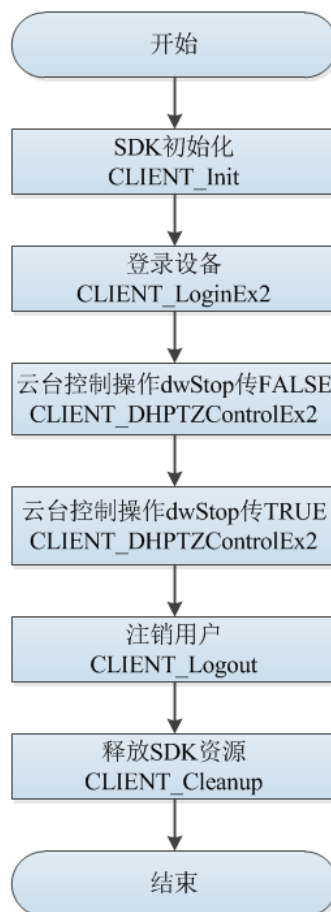 开始
SDK初始化
CLIENT_Init
登录设备
CLIENT_LoginEx2
云台控制操作dwStop传FALSE
CLIENT_DHPTZControlEx2
云台控制操作dwStop传TRUE
CLIENT_DHPTZControlEx2
注销用户
CLIENT_Logout
释放SDK资源
CLIENT_Cleanup
结束